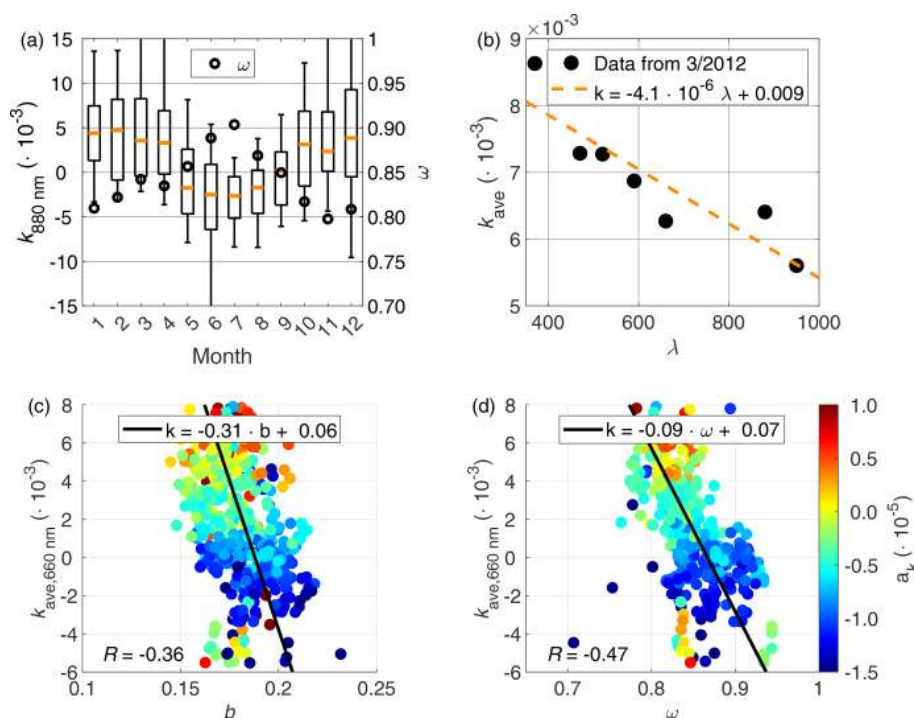 (a)
15
10
5
0
-5
-10
-15
k880 nm (· 10-3)
ω
1
0.95
0.90
0.85
0.80
0.75
0.70
ω
1 2 3 4 5 6 7 8 9 10 11 12
Month
(b)
9 ×10-3
8
7
6
5
kave (· 10-3)
Data from 3/2012
k = -4.1 · 10-6 λ + 0.009
400 600 800 1000
λ
(c)
8
6
4
2
0
-2
-4
-6
kave,660 nm (· 10-3)
k = -0.31 · b + 0.06
R = -0.36
0.1 0.15 0.2 0.25
b
(d)
8
6
4
2
0
-2
-4
-6
kave,660 nm (· 10-3)
k = -0.09 · ω + 0.07
R = -0.47
0.7 0.8 0.9 1
ω
1.0
0.5
0.0
-0.5
-1.0
-1.5
ak (· 10-5)